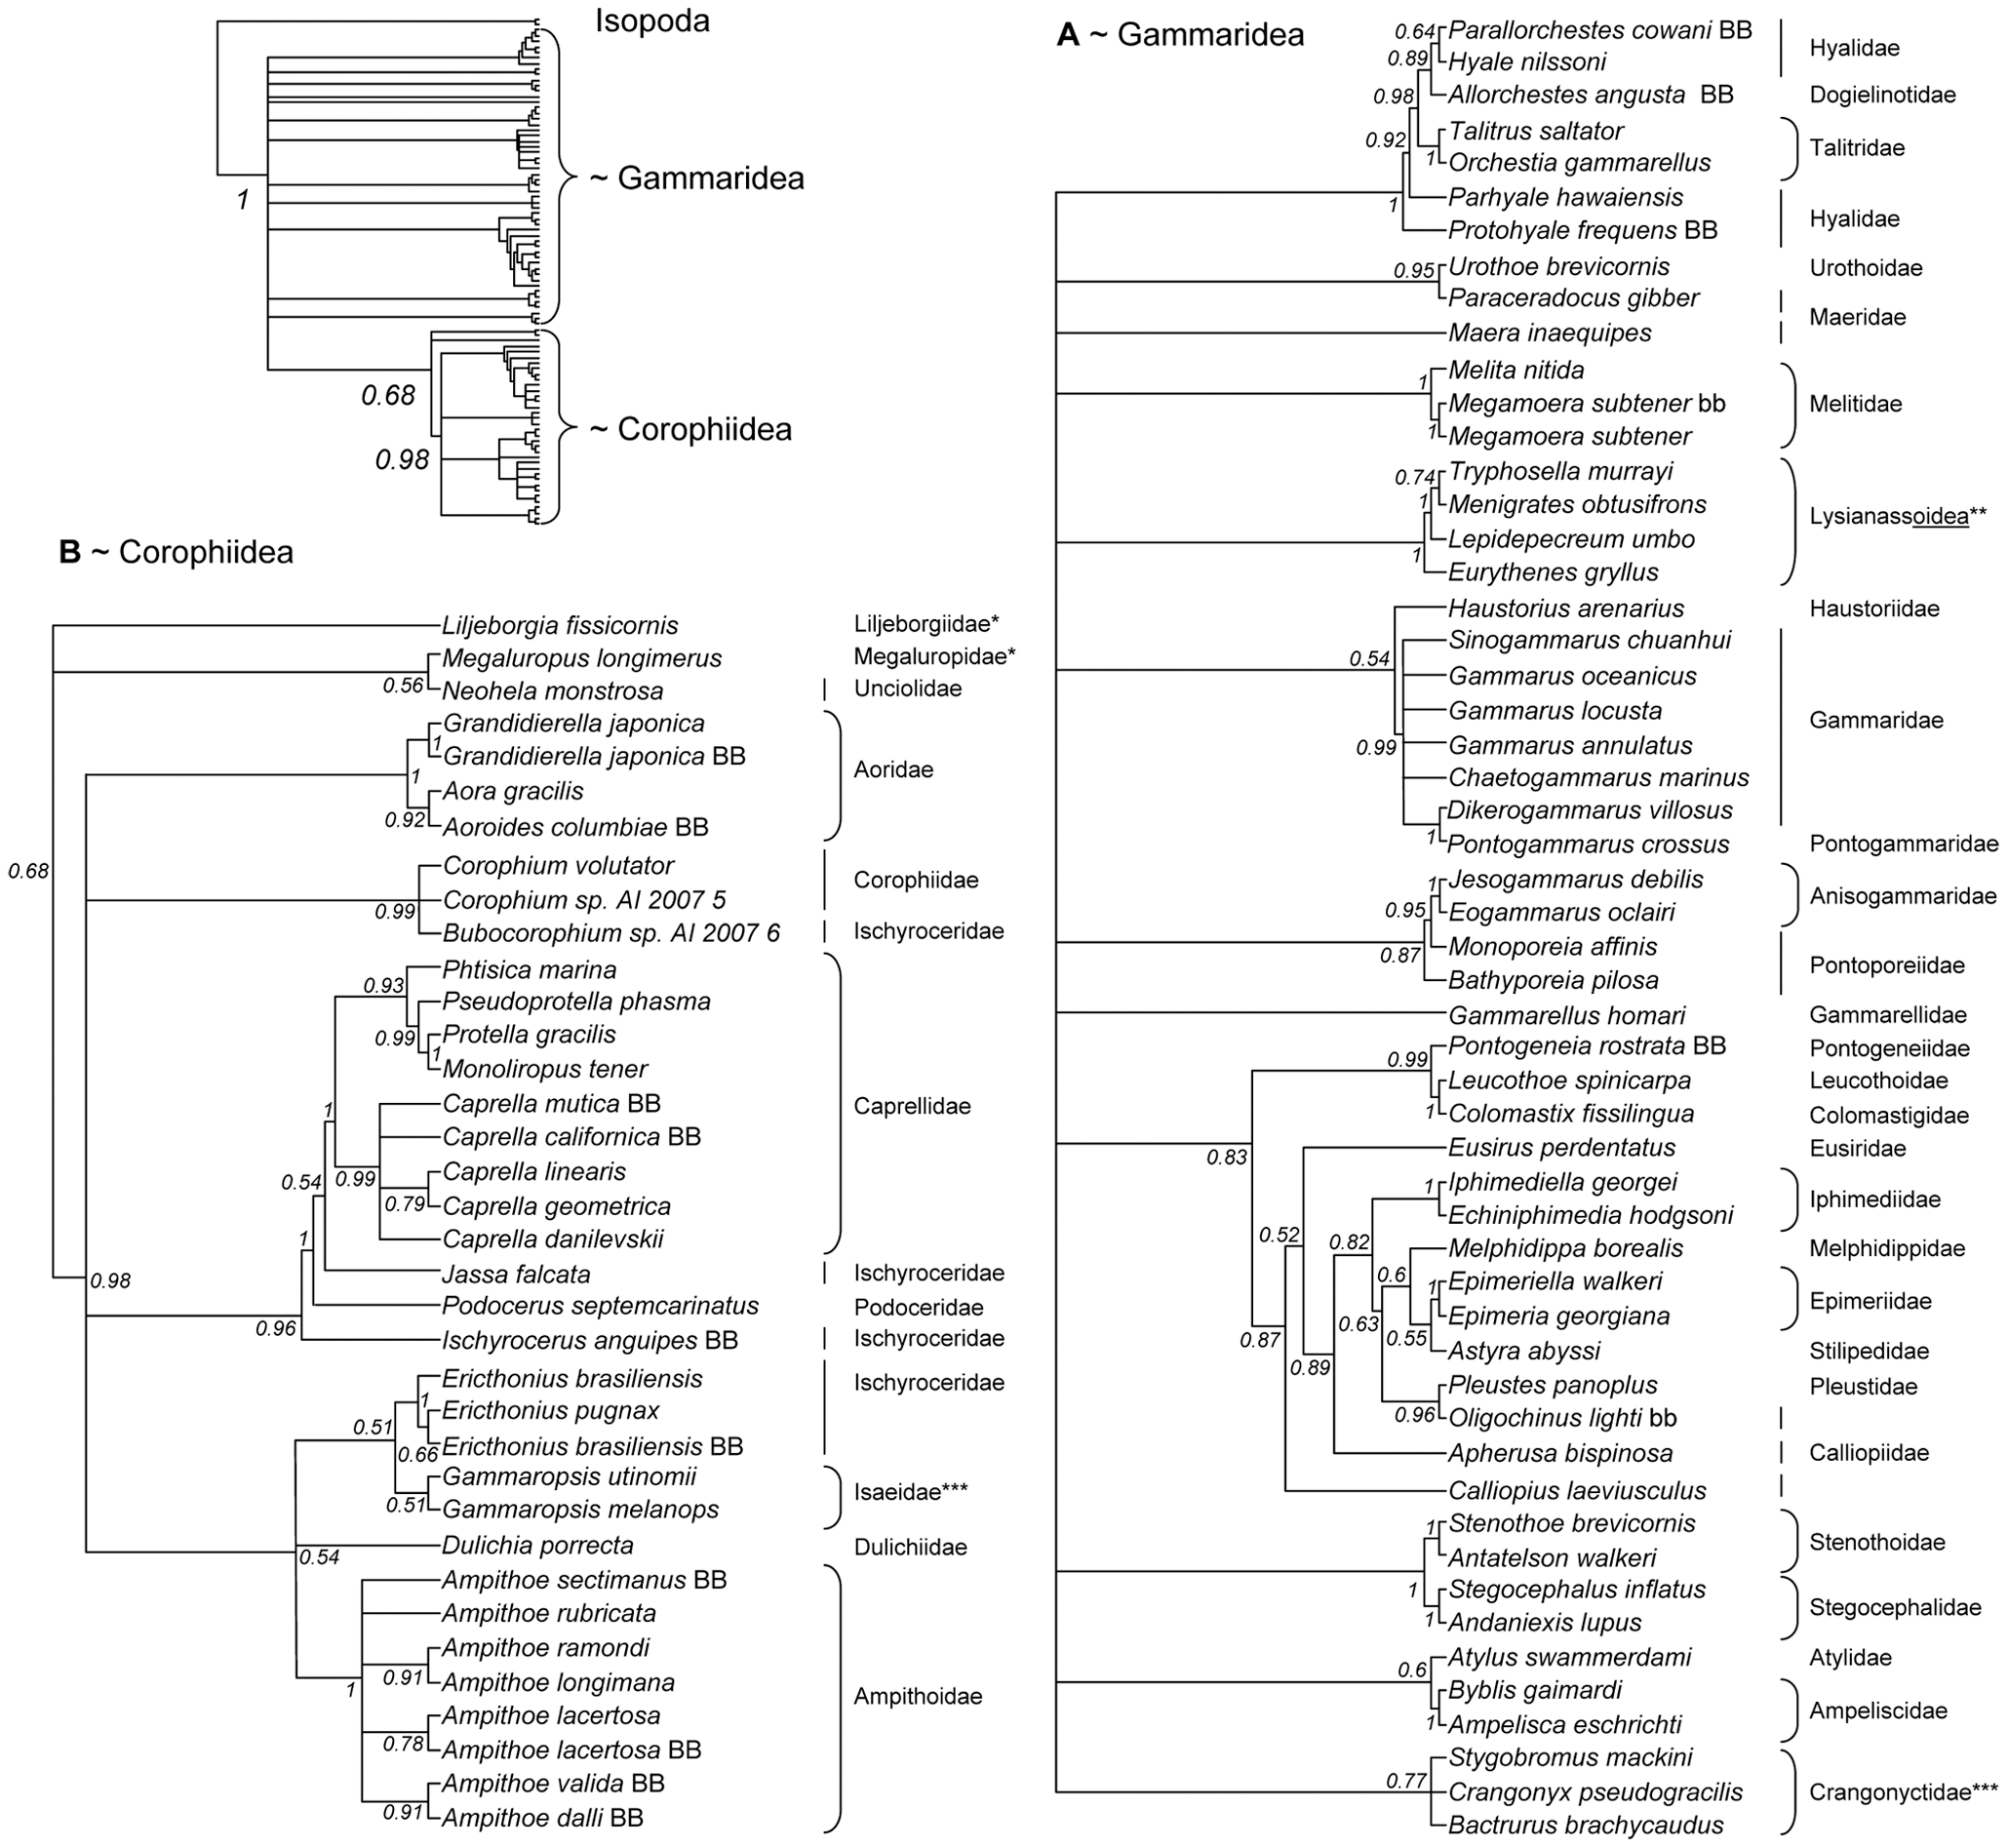 Isopoda
~ Gammaridea
1
0.68
~ Corophiidea
0.98
B ~ Corophiidea
Liljeborgia fissicornis Liljeborgiidae*
Megaluropus longimerus Megaluropidae*
0.56 Neohela monstrosa Unciolidae
Grandidierella japonica
1
Grandidierella japonica BB
1 Aoridae
Aora gracilis
0.92 Aoroides columbiae BB
0.68
Corophium volutator
Corophiidae
0.99 Corophium sp. AI 2007 5
Bubocorophium sp. AI 2007 6 Ischyroceridae
Phtisica marina
0.93
Pseudoprotella phasma
0.99 Protella gracilis
1
Monoliropus tener
Caprella mutica BB Caprellidae
1
Caprella californica BB
0.54 0.99 Caprella linearis
0.79 Caprella geometrica
1 Caprella danilevskii
0.98 Jassa falcata Ischyroceridae
Podocerus septemcarinatus Podoceridae
0.96 Ischyrocerus anguipes BB Ischyroceridae
Ericthonius brasiliensis Ischyroceridae
1
0.51 Ericthonius pugnax
0.66 Ericthonius brasiliensis BB
Gammaropsis utinomii
Isaeidae***
0.51 Gammaropsis melanops
Dulichia porrecta Dulichiidae
0.54
Ampithoe sectimanus BB
Ampithoe rubricata
Ampithoe ramondi
0.91 Ampithoe longimana
1 Ampithoidae
Ampithoe lacertosa
0.78 Ampithoe lacertosa BB
Ampithoe valida BB
0.91 Ampithoe dalli BB
A ~ Gammaridea
0.64 Parallorchestes cowani BB
Hyalidae
0.89 Hyale nilssoni
0.98 Allorchestes angusta BB Dogielinotidae
0.92 Talitrus saltator
Talitridae
1 Orchestia gammarellus
Parhyale hawaiensis
1 Hyalidae
Protohyale frequens BB
0.95 Urothoe brevicornis Urothoidae
Paraceradocus gibber
Maeridae
Maera inaequipes
Melita nitida
1
Megamoera subtener bb Melitidae
1 Megamoera subtener
0.74 Tryphosella murrayi
1 Menigrates obtusifrons
Lysianassoidea**
Lepidepecreum umbo
1
Eurythenes gryllus
Haustorius arenarius Haustoriidae
Sinogammarus chuanhui
0.54
Gammarus oceanicus
Gammarus locusta
Gammaridae
0.99 Gammarus annulatus
Chaetogammarus marinus
Dikerogammarus villosus
1 Pontogammarus crossus Pontogammaridae
1 Jesogammarus debilis
Anisogammaridae
0.95 Eogammarus oclairi
Monoporeia affinis
0.87 Pontoporeiidae
Bathyporeia pilosa
Gammarellus homari Gammarellidae
Pontogeneia rostrata BB Pontogeneiidae
0.99
Leucothoe spinicarpa Leucothoidae
1 Colomastix fissilingua Colomastigidae
0.83 Eusirus perdentatus Eusiridae
1 Iphimediella georgei
Iphimediidae
Echiniphimedia hodgsoni
0.52 0.82 Melphidippa borealis Melphidippidae
0.6
1 Epimeriella walkeri
Epimeriidae
0.63 Epimeria georgiana
0.87 0.55
Astyra abyssi Stilipedidae
0.89
Pleustes panoplus Pleustidae
0.96 Oligochinus lighti bb
Apherusa bispinosa Calliopiidae
Calliopius laeviusculus
1 Stenothoe brevicornis
Stenothoidae
Antatelson walkeri
1 Stegocephalus inflatus
Stegocephalidae
1 Andaniexis lupus
0.6 Atylus swammerdami Atylidae
Byblis gaimardi
Ampeliscidae
1 Ampelisca eschrichti
Stygobromus mackini
0.77
Crangonyx pseudogracilis Crangonyctidae***
Bactrurus brachycaudus